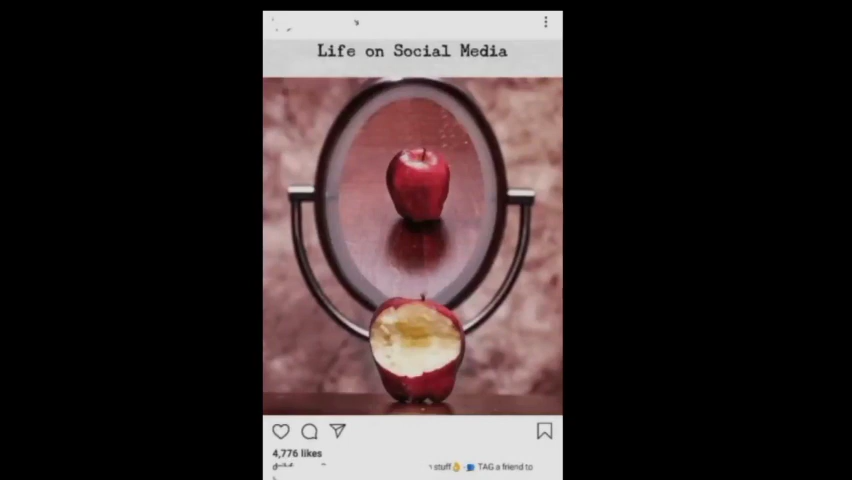 Life on Social Media
4,776 likes
stuff👌 👥 TAG a friend to